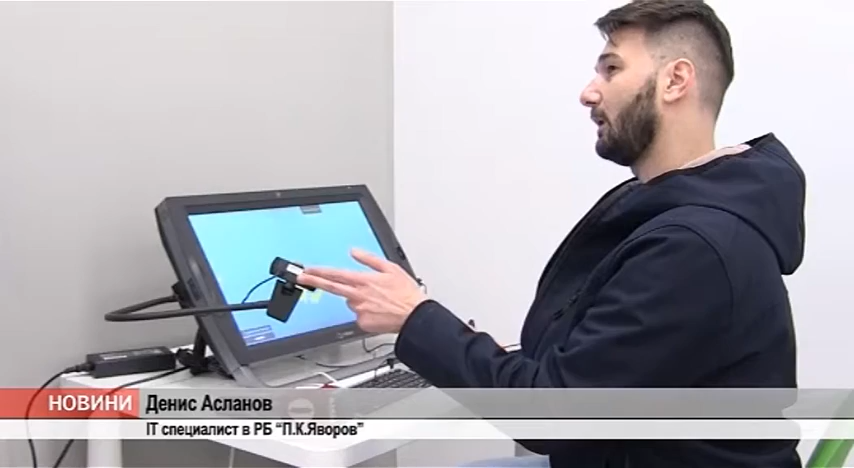 НОВИНИ
Денис Асланов
IT специалист в РБ “П.К.Яворов”